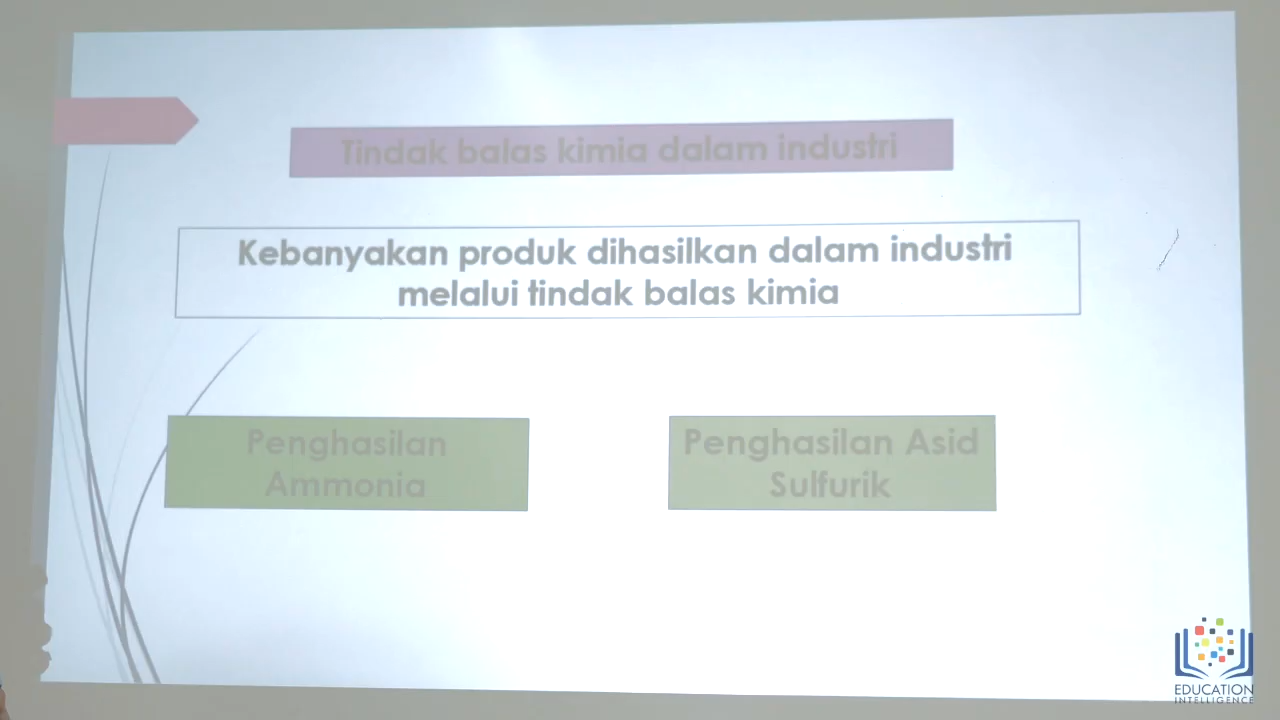 Tindak balas kimia dalam industri
Kebanyakan produk dihasilkan dalam industri
melalui tindak balas kimia
Penghasilan
Ammonia
Penghasilan Asid
Sulfurik
EDUCATION
INTELLIGENCE